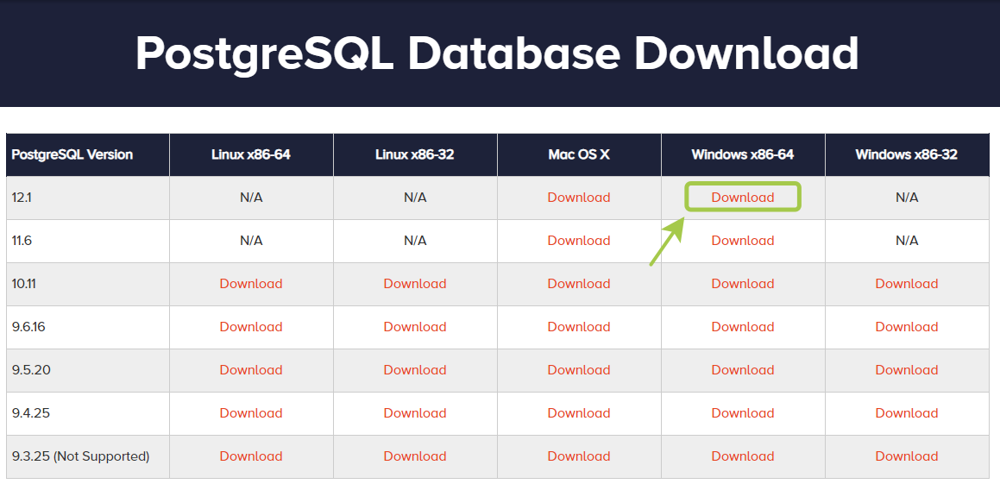 PostgreSQL Database Download
PostgreSQL Version Linux x86-64 Linux x86-32 Mac OS X Windows x86-64 Windows x86-32
12.1 N/A N/A Download Download N/A
11.6 N/A N/A Download Download N/A
10.11 Download Download Download Download Download
9.6.16 Download Download Download Download Download
9.5.20 Download Download Download Download Download
9.4.25 Download Download Download Download Download
9.3.25 (Not Supported) Download Download Download Download Download